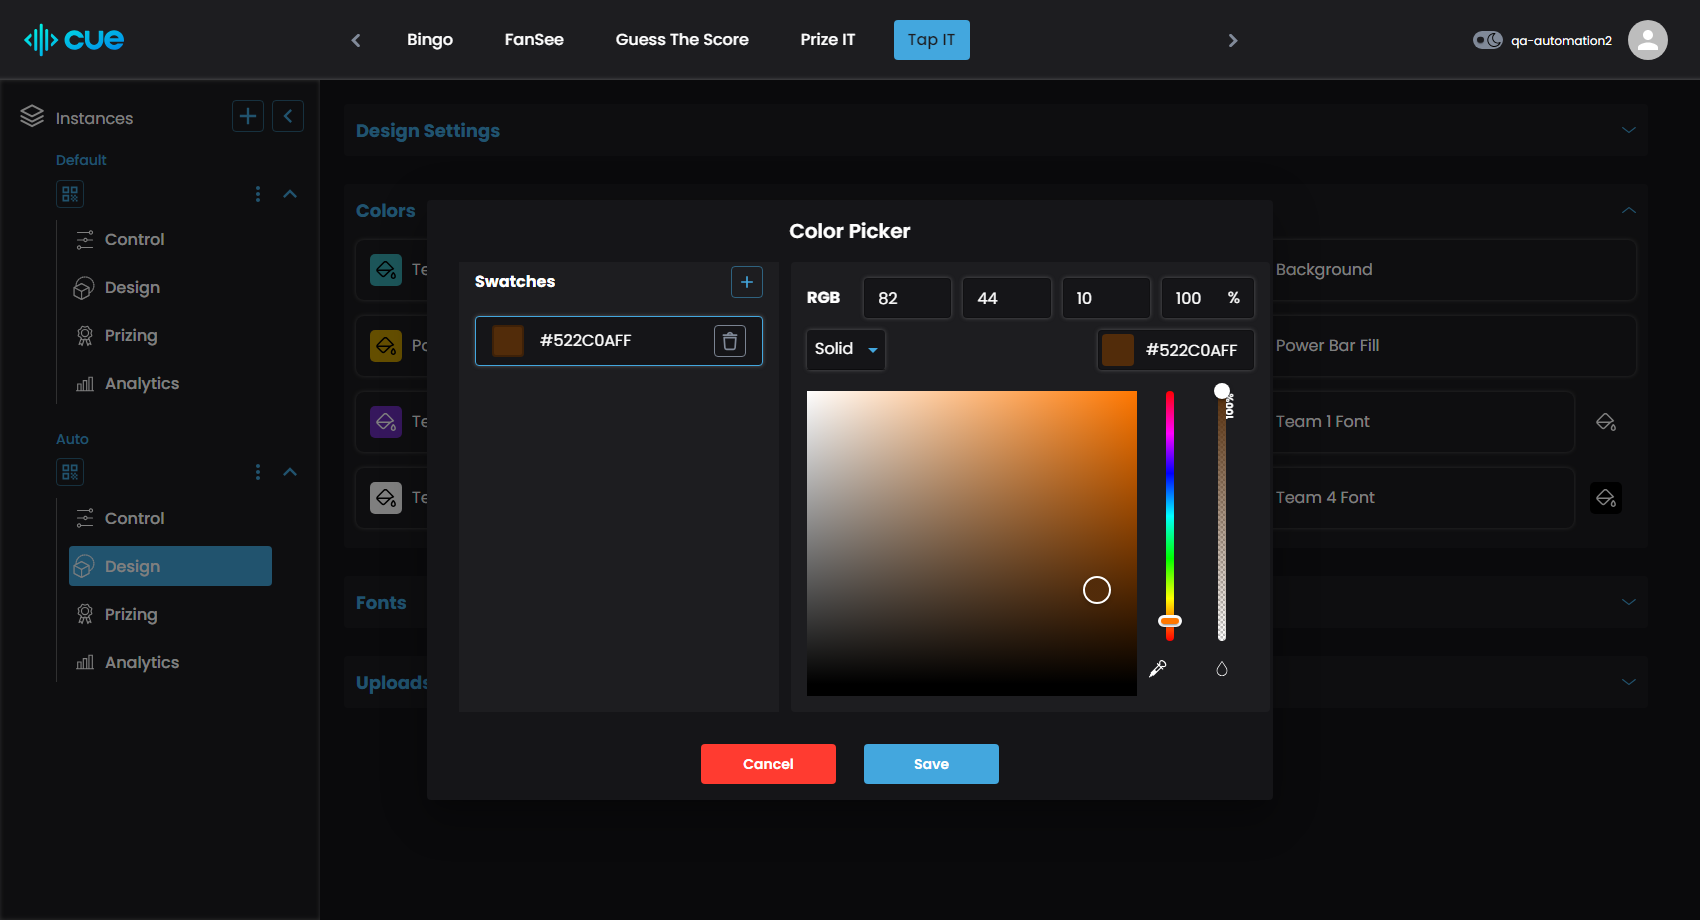 cue
Bingo
FanSee
Guess The Score
Prize IT
Tap IT
qa-automation2
Instances
Default
Control
Design
Prizing
Analytics
Auto
Control
Design
Prizing
Analytics
Design Settings
Colors
Te
Background
Po
Power Bar Fill
Te
Team 1 Font
Te
Team 4 Font
Fonts
Uploads
Color Picker
Swatches
#522C0AFF
RGB
82
44
10
100 %
Solid
#522C0AFF
100%
Cancel
Save